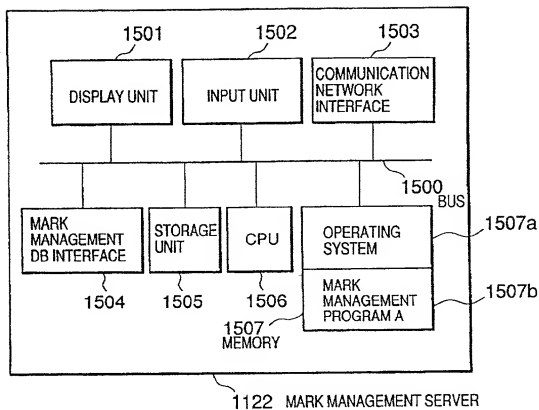 1501
1502
1503
DISPLAY UNIT
INPUT UNIT
COMMUNICATION
NETWORK
INTERFACE
1500
BUS
MARK
MANAGEMENT
DB INTERFACE
STORAGE
UNIT
CPU
OPERATING
SYSTEM
1507a
MARK
MANAGEMENT
PROGRAM A
1507b
1504
1505
1506
1507
MEMORY
1122 MARK MANAGEMENT SERVER